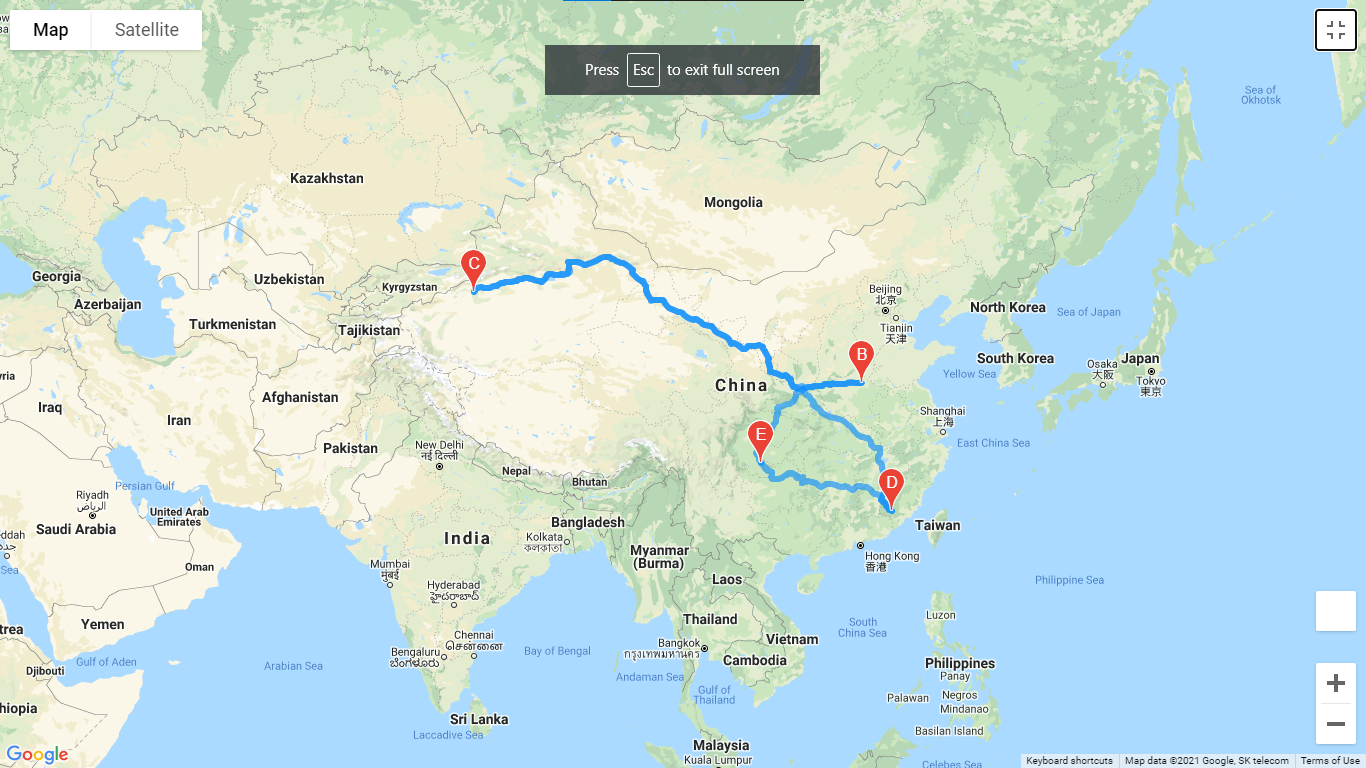 Map
Satellite
Press Esc to exit full screen
Sea of
Okhotsk
Kazakhstan
Mongolia
C
Georgia
Uzbekistan
Kyrgyzstan
Beijing
北京
Azerbaijan
North Korea
Sea of Japan
Turkmenistan
Tajikistan
Tianjin
天津
B
South Korea
Japan
Osaka
大阪
Yellow Sea
Tokyo
東京
yria
China
Iraq
Afghanistan
Iran
Shanghai
上海
E
East China Sea
Pakistan
New Delhi
नई दिल्ली
Nepal
Bhutan
D
Persian Gulf
Riyadh
الرياض
United Arab
Emirates
Saudi Arabia
Bangladesh
Taiwan
India
Kolkata
কলকাতা
ddah
جدة
Hong Kong
香港
Myanmar
(Burma)
Oman
Sea
Mumbai
मुंबई
Laos
Philippine Sea
Hyderabad
హైదరాబాద్
Thailand
Luzon
trea
Yemen
South
China Sea
Chennai
சென்னை
Vietnam
Bangkok
กรุงเทพมหานคร
Bengaluru
ಬೆಂಗಳೂರು
Bay of Bengal
Cambodia
Gulf of Aden
Arabian Sea
Philippines
Djibouti
Andaman Sea
Panay
Gulf of
Thailand
Palawan
Negros
Mindanao
thiopia
Sri Lanka
Laccadive Sea
Basilan Island
Malaysia
Kuala Lumpur
Celebes Sea
Google
Keyboard shortcuts
Map data ©2021 Google, SK telecom
Terms of Use